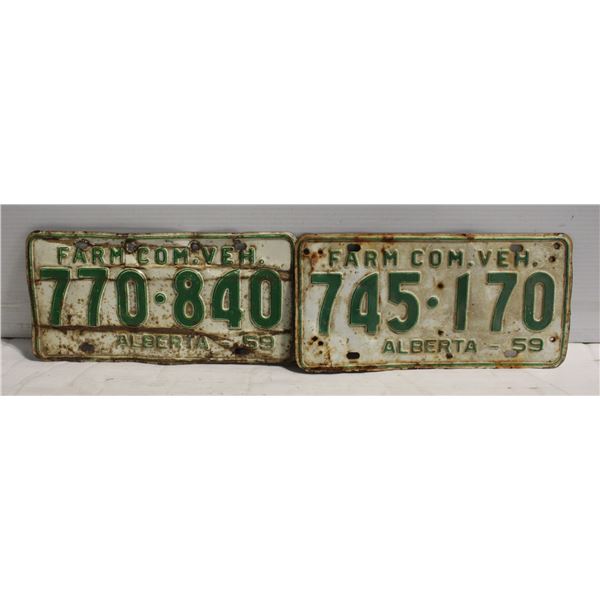 FARM COM.VEH.
770·840
ALBERTA – 59
FARM COM.VEH.
745·170
ALBERTA – 59